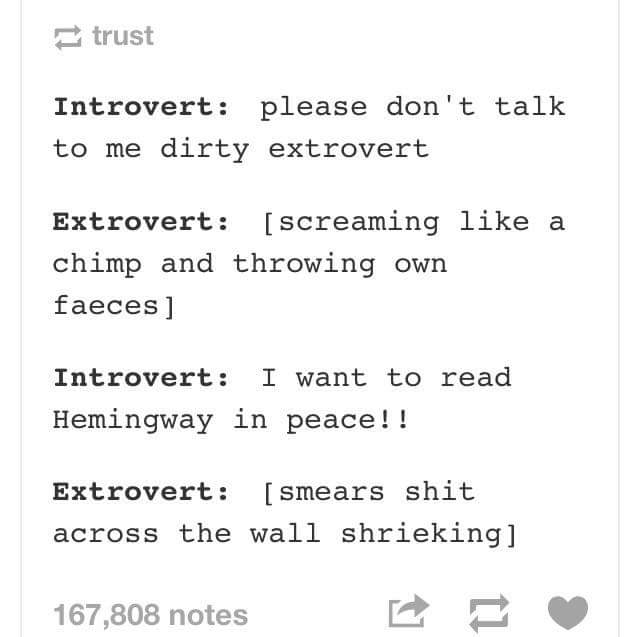 trust
Introvert: please don't talk
to me dirty extrovert
Extrovert: [screaming like a
chimp and throwing own
faeces]
Introvert: I want to read
Hemingway in peace!!
Extrovert: [smears shit
across the wall shrieking]
167,808 notes